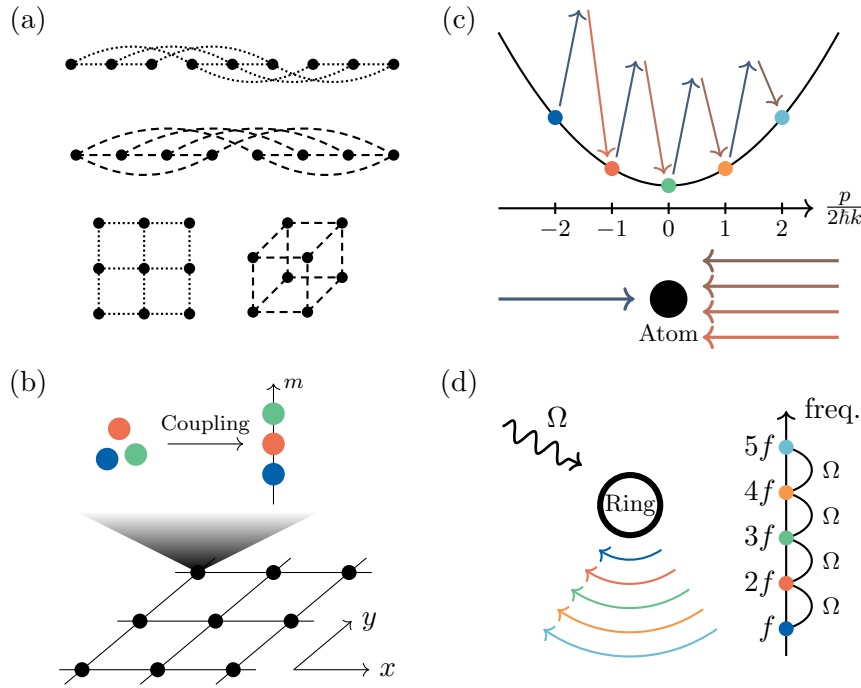 (a)
(c)
p
2ħk
−2 −1 0 1 2
Atom
(b)
m
Coupling
y
x
(d)
Ω
Ring
freq.
5f
Ω
4f
Ω
3f
Ω
2f
Ω
f